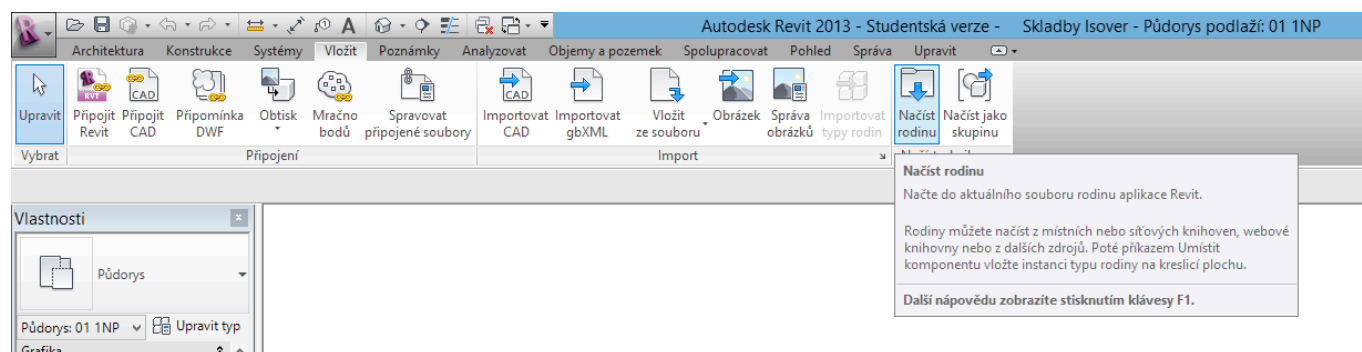 Autodesk Revit 2013 - Studentská verze - Skladby Isover - Půdorys podlaží: 01 1NP
Architektura Konstrukce Systémy Vložit Poznámky Analyzovat Objemy a pozemek Spolupracovat Pohled Správa Upravit
Upravit Připojit Připojit Připomínka Obtisk Mračno Spravovat Importovat Importovat Vložit Obrázek Správa Importovat Načíst Načíst jako
Revit CAD DWF bodů připojené soubory CAD gbXML ze souboru obrázků typy rodin rodinu skupinu
Vybrat Připojení Import
Načíst rodinu
Načte do aktuálního souboru rodinu aplikace Revit.
Rodiny můžete načíst z místních nebo síťových knihoven, webové
knihovny nebo z dalších zdrojů. Poté příkazem Umístit
komponentu vložte instanci typu rodiny na kreslicí plochu.
Další nápovědu zobrazíte stisknutím klávesy F1.
Vlastnosti
Půdorys
Půdorys: 01 1NP Upravit typ
Grafika